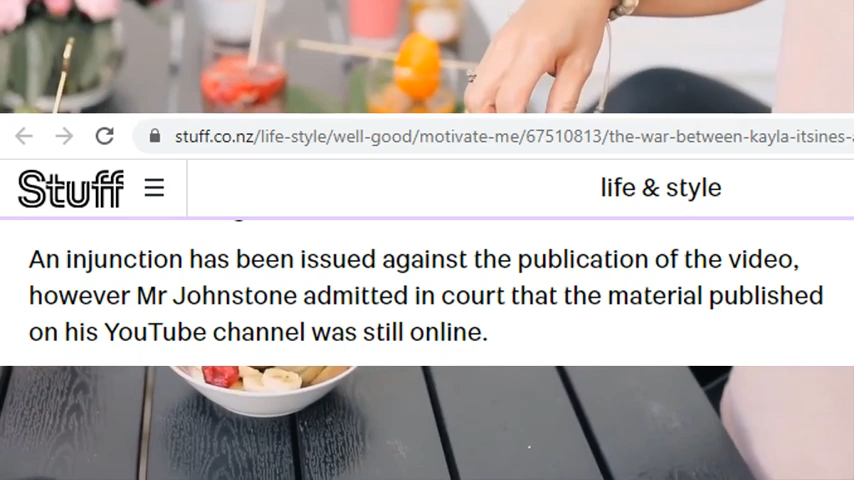 stuff.co.nz/life-style/well-good/motivate-me/67510813/the-war-between-kayla-itsines-
Stuff
life & style
An injunction has been issued against the publication of the video,
however Mr Johnstone admitted in court that the material published
on his YouTube channel was still online.